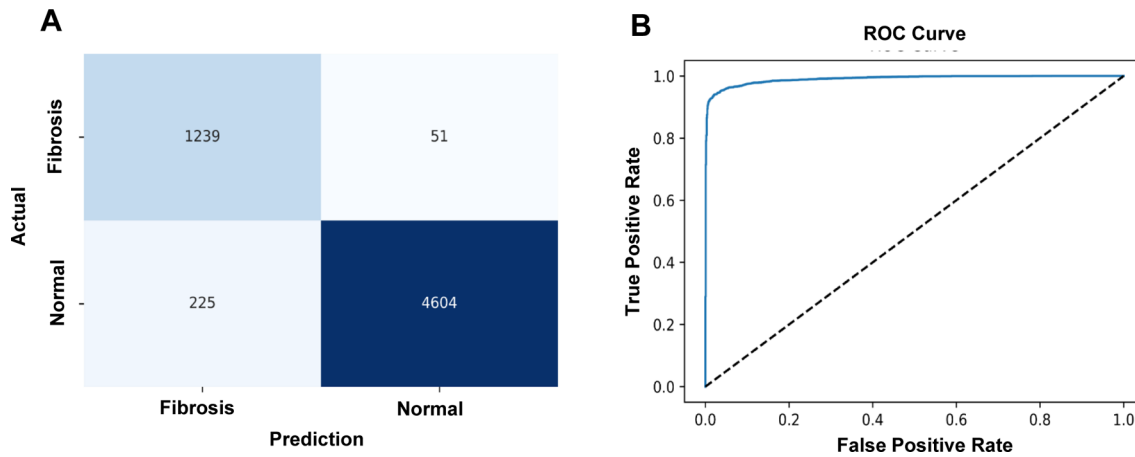 A
Fibrosis
1239
51
Actual
Normal
225
4604
Fibrosis
Normal
Prediction
B
ROC Curve
1.0
0.8
0.6
0.4
0.2
0.0
True Positive Rate
0.0
0.2
0.4
0.6
0.8
1.0
False Positive Rate